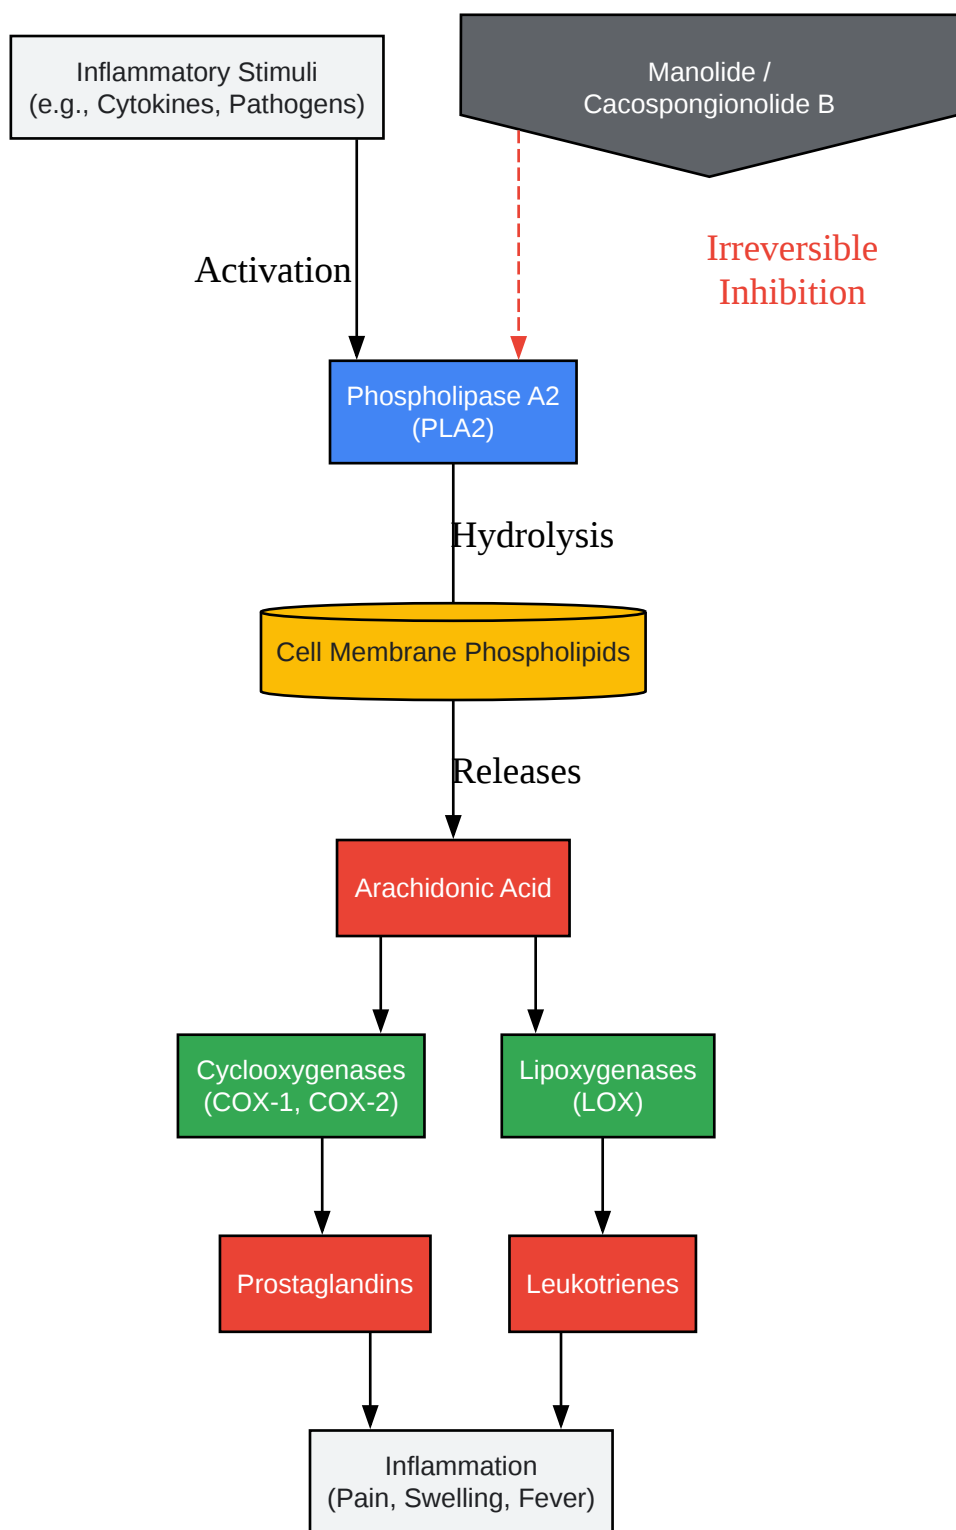 Inflammatory Stimuli
(e.g., Cytokines, Pathogens)
Manolide /
Cacospongionolide B
Activation
Irreversible
Inhibition
Phospholipase A2
(PLA2)
Hydrolysis
Cell Membrane Phospholipids
Releases
Arachidonic Acid
Cyclooxygenases
(COX-1, COX-2)
Lipoxygenases
(LOX)
Prostaglandins
Leukotrienes
Inflammation
(Pain, Swelling, Fever)